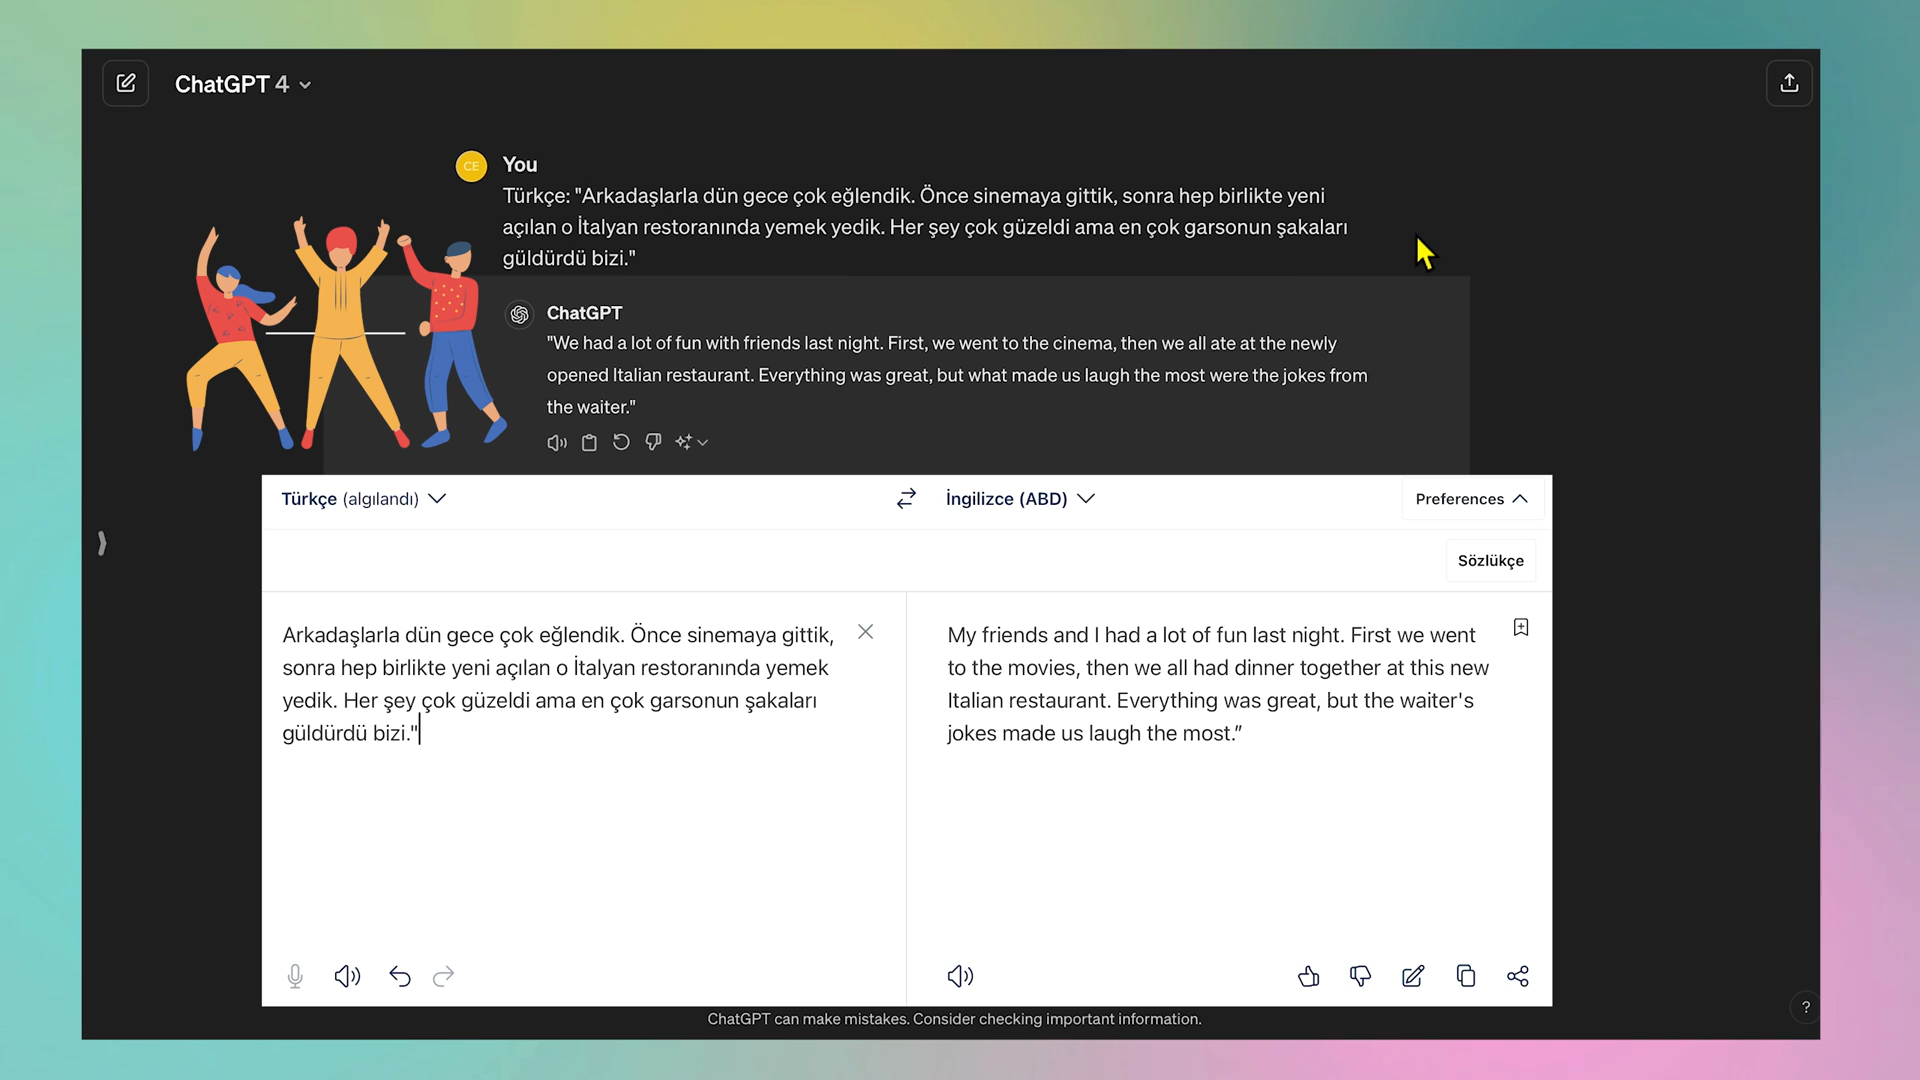 ChatGPT 4
CE
You
Türkçe: "Arkadaşlarla dün gece çok eğlendik. Önce sinemaya gittik, sonra hep birlikte yeni
açılan o İtalyan restoranında yemek yedik. Her şey çok güzeldi ama en çok garsonun şakaları
güldürdü bizi."
ChatGPT
"We had a lot of fun with friends last night. First, we went to the cinema, then we all ate at the newly
opened Italian restaurant. Everything was great, but what made us laugh the most were the jokes from
the waiter."
Türkçe (algılandı)
İngilizce (ABD)
Preferences
Sözlükçe
Arkadaşlarla dün gece çok eğlendik. Önce sinemaya gittik,
sonra hep birlikte yeni açılan o İtalyan restoranında yemek
yedik. Her şey çok güzeldi ama en çok garsonun şakaları
güldürdü bizi."
My friends and I had a lot of fun last night. First we went
to the movies, then we all had dinner together at this new
Italian restaurant. Everything was great, but the waiter's
jokes made us laugh the most.”
ChatGPT can make mistakes. Consider checking important information.
?